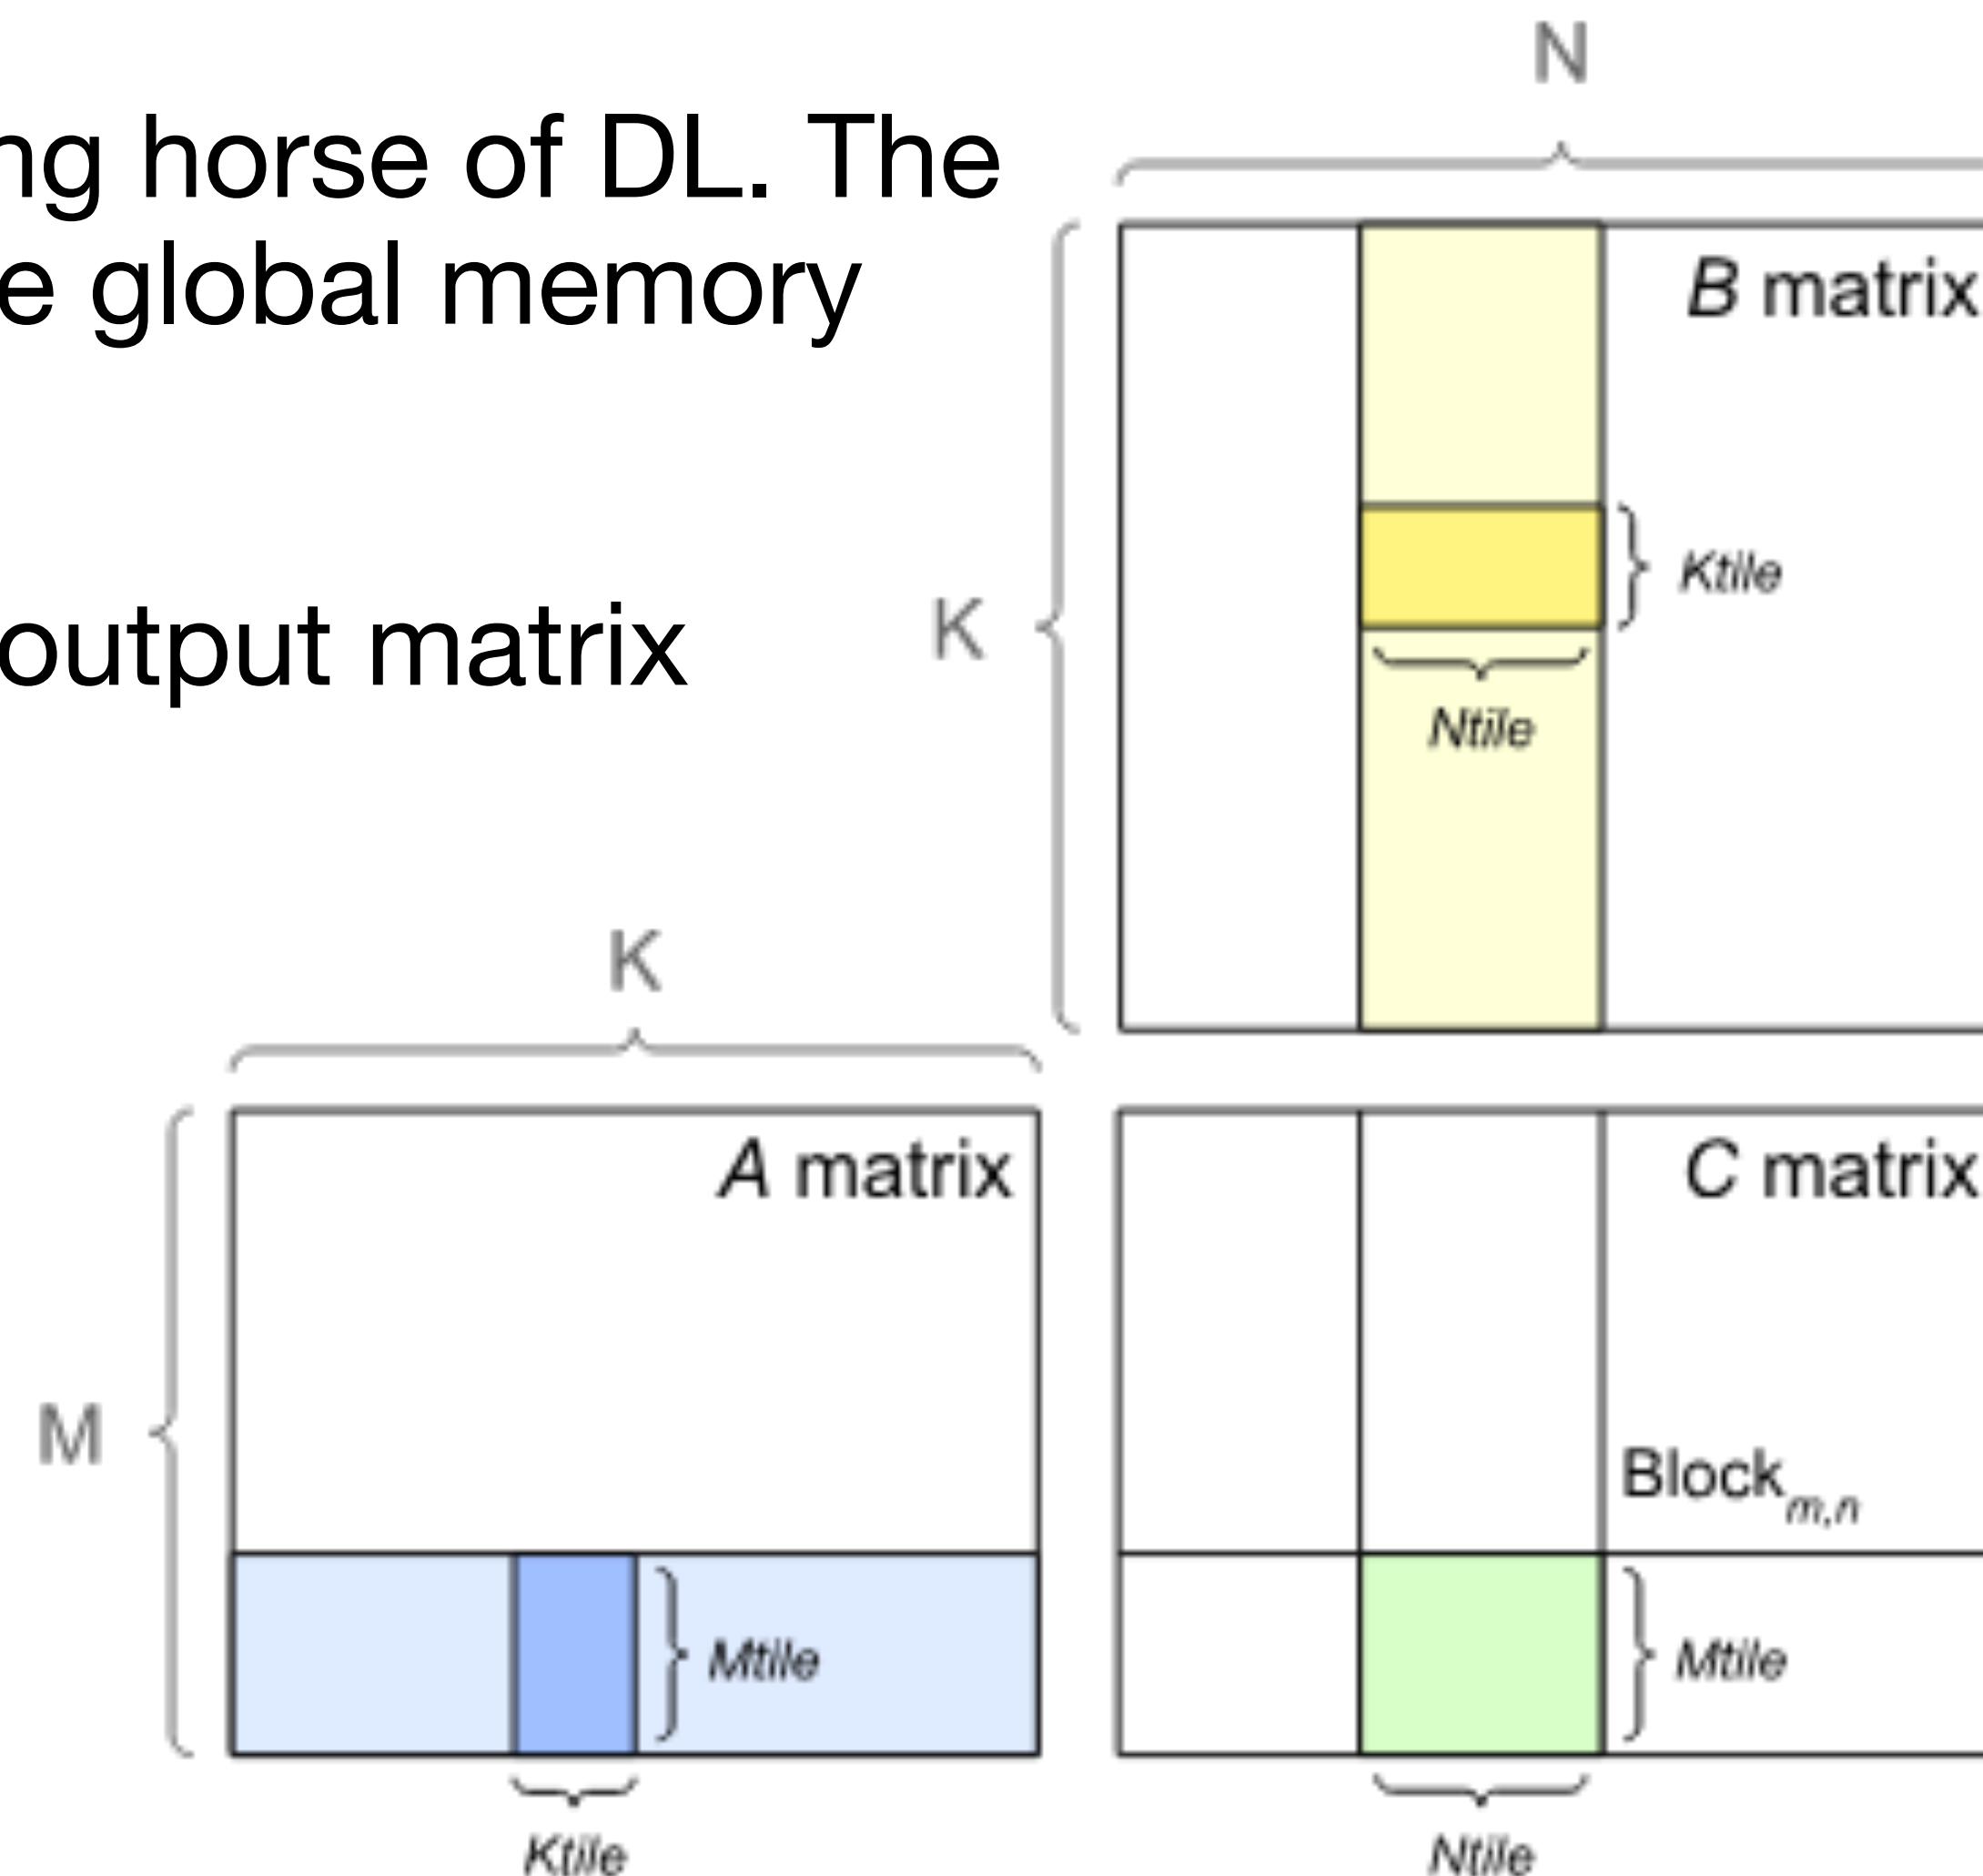 ng horse of DL. The
e global memory
output matrix
N
B matrix
K
Ktile
Ntile
K
A matrix
C matrix
M
Block m,n
Mtile
Mtile
Ktile
Ntile